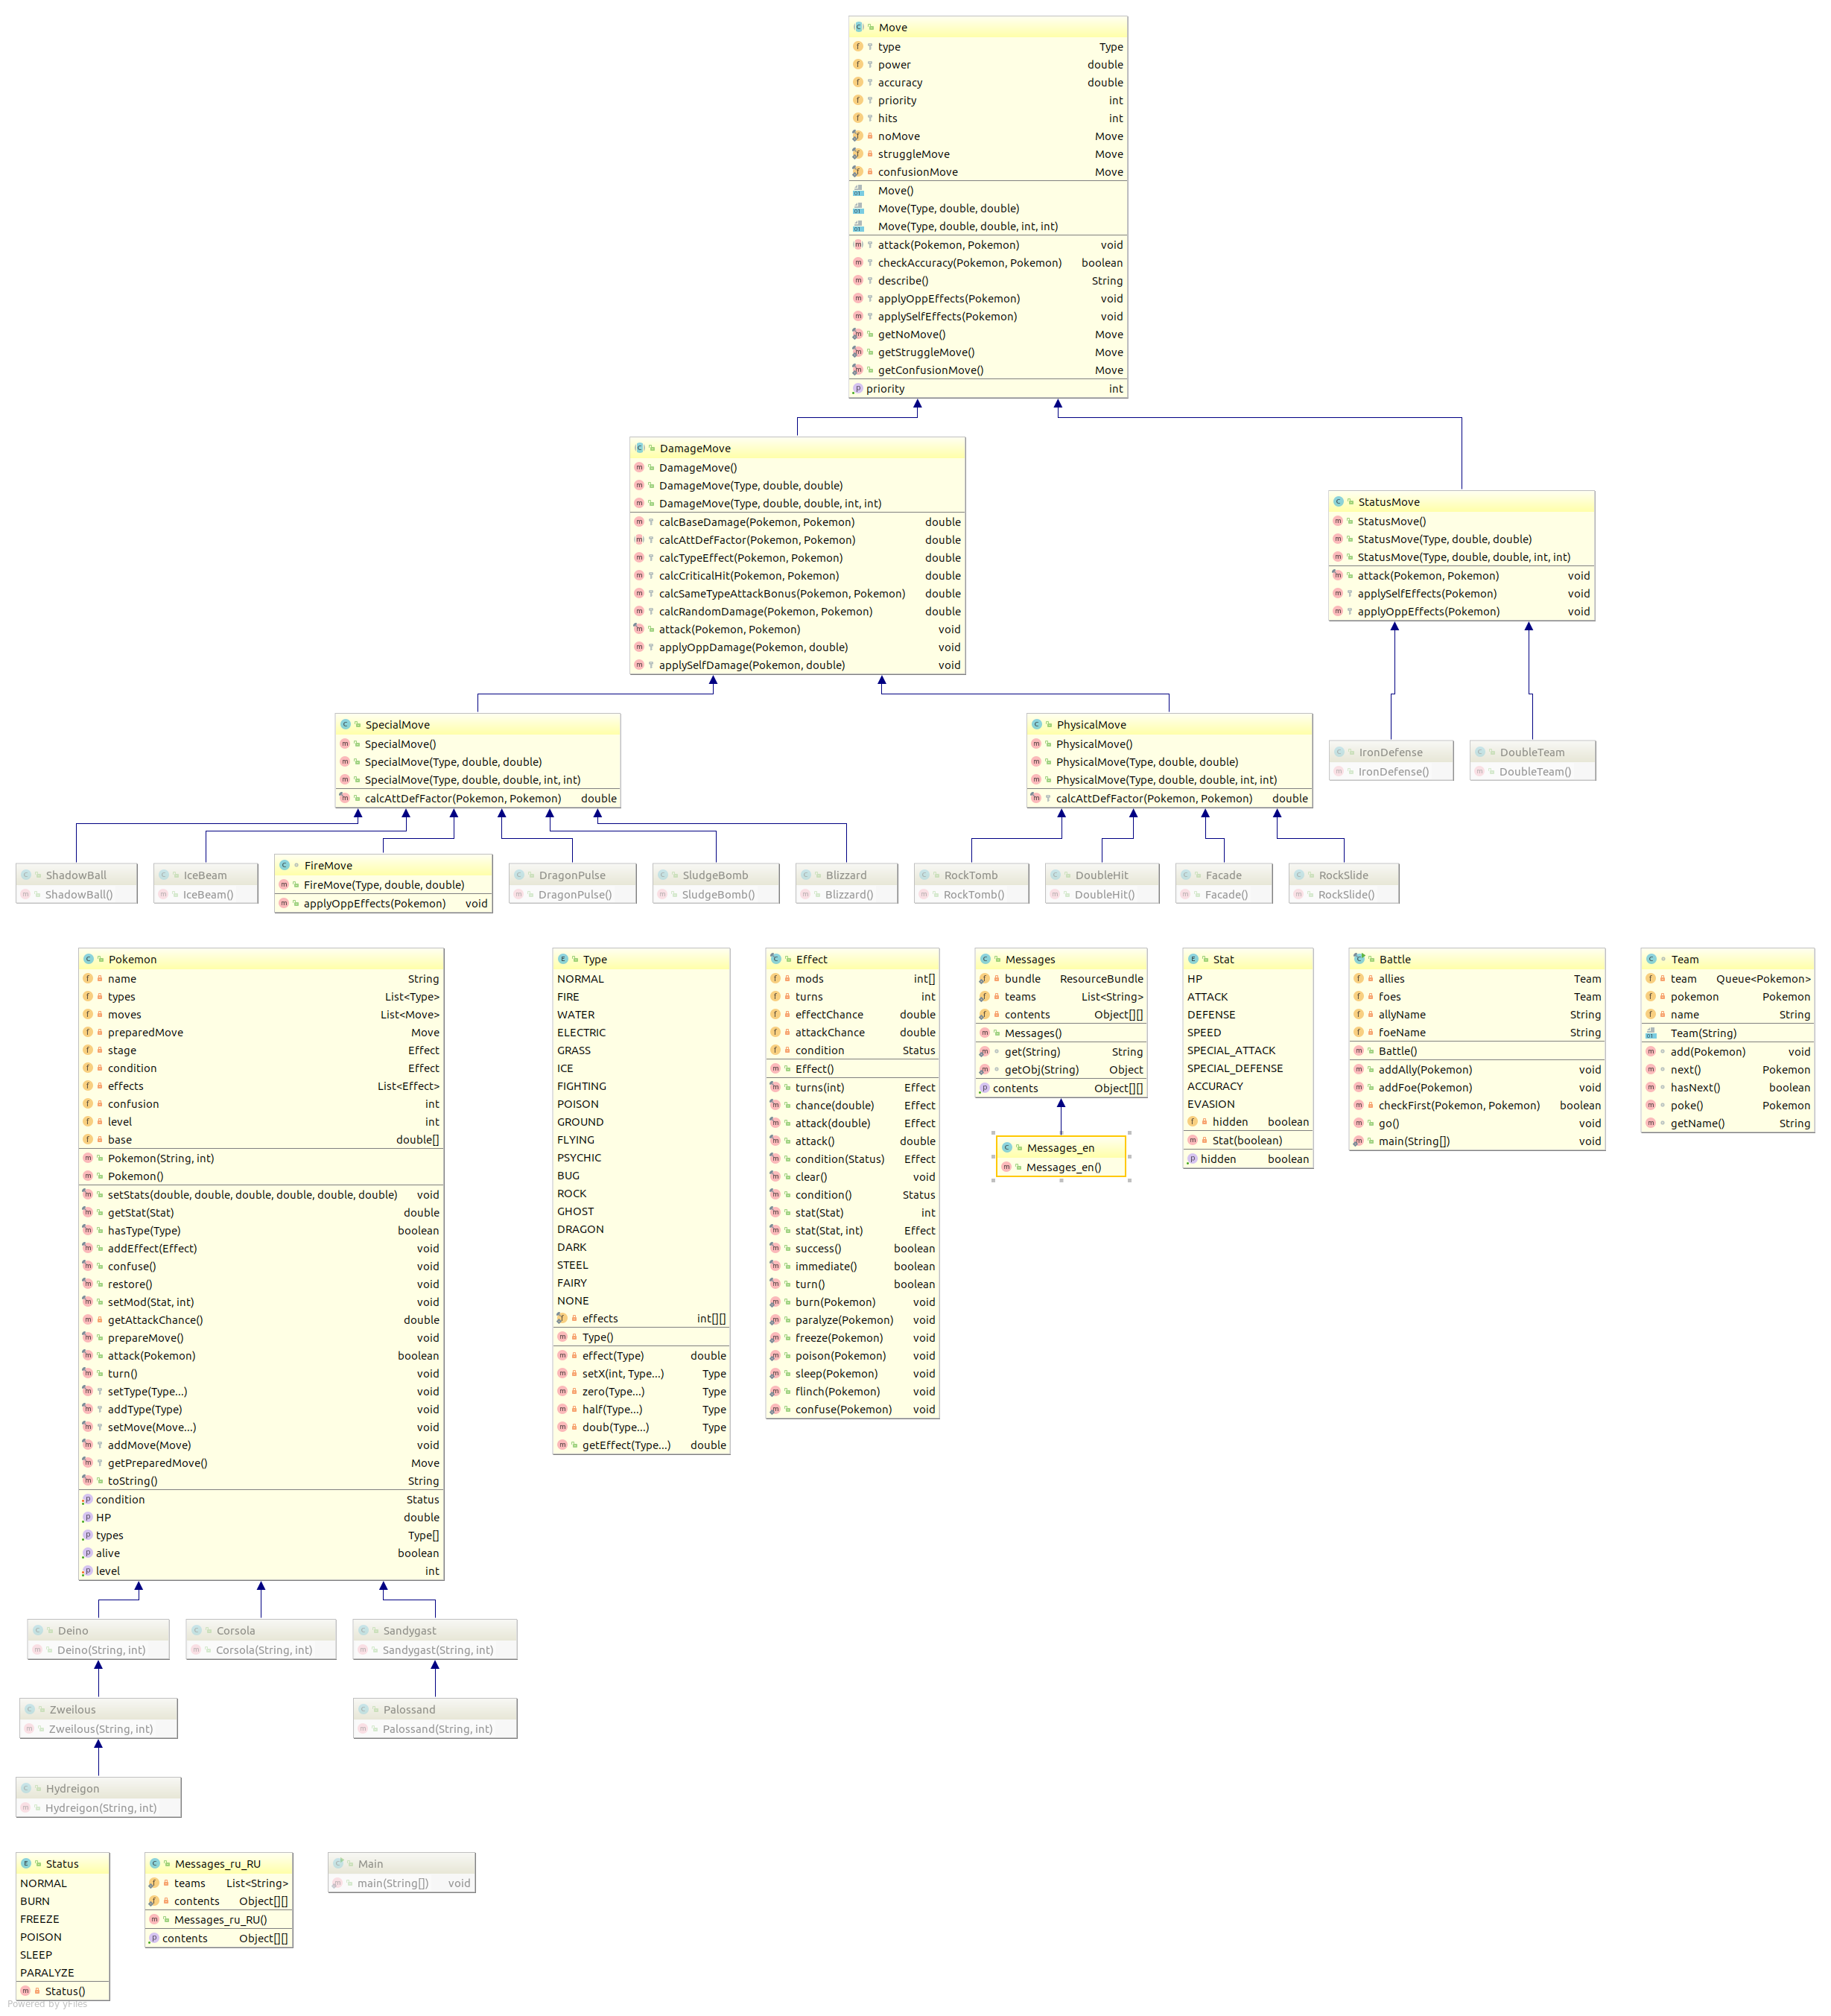 Move
type Type
power double
accuracy double
priority int
hits int
noMove Move
struggleMove Move
confusionMove Move
Move()
Move(Type, double, double)
Move(Type, double, double, int, int)
attack(Pokemon, Pokemon) void
checkAccuracy(Pokemon, Pokemon) boolean
describe() String
applyOppEffects(Pokemon) void
applySelfEffects(Pokemon) void
getNoMove() Move
getStruggleMove() Move
getConfusionMove() Move
priority int
DamageMove
DamageMove()
DamageMove(Type, double, double)
DamageMove(Type, double, double, int, int)
calcBaseDamage(Pokemon, Pokemon) double
calcAttDefFactor(Pokemon, Pokemon) double
calcTypeEffect(Pokemon, Pokemon) double
calcCriticalHit(Pokemon, Pokemon) double
calcSameTypeAttackBonus(Pokemon, Pokemon) double
calcRandomDamage(Pokemon, Pokemon) double
attack(Pokemon, Pokemon) void
applyOppDamage(Pokemon, double) void
applySelfDamage(Pokemon, double) void
StatusMove
StatusMove()
StatusMove(Type, double, double)
StatusMove(Type, double, double, int, int)
attack(Pokemon, Pokemon) void
applySelfEffects(Pokemon) void
applyOppEffects(Pokemon) void
SpecialMove
SpecialMove()
SpecialMove(Type, double, double)
SpecialMove(Type, double, double, int, int)
calcAttDefFactor(Pokemon, Pokemon) double
PhysicalMove
PhysicalMove()
PhysicalMove(Type, double, double)
PhysicalMove(Type, double, double, int, int)
calcAttDefFactor(Pokemon, Pokemon) double
IronDefense
IronDefense()
DoubleTeam
DoubleTeam()
ShadowBall
ShadowBall()
IceBeam
IceBeam()
FireMove
FireMove(Type, double, double)
applyOppEffects(Pokemon) void
DragonPulse
DragonPulse()
SludgeBomb
SludgeBomb()
Blizzard
Blizzard()
RockTomb
RockTomb()
DoubleHit
DoubleHit()
Facade
Facade()
RockSlide
RockSlide()
Pokemon
name String
types List<Type>
moves List<Move>
preparedMove Move
stage Effect
condition Effect
effects List<Effect>
confusion int
level int
base double[]
Pokemon(String, int)
Pokemon()
setStats(double, double, double, double, double, double) void
getStat(Stat) double
hasType(Type) boolean
addEffect(Effect) void
confuse() void
restore() void
setMod(Stat, int) void
getAttackChance() double
prepareMove() void
attack(Pokemon) boolean
turn() void
setType(Type...) void
addType(Type) void
setMove(Move...) void
addMove(Move) void
getPreparedMove() Move
toString() String
condition Status
HP double
types Type[]
alive boolean
level int
Type
NORMAL
FIRE
WATER
ELECTRIC
GRASS
ICE
FIGHTING
POISON
GROUND
FLYING
PSYCHIC
BUG
ROCK
GHOST
DRAGON
DARK
STEEL
FAIRY
NONE
effects int[][]
Type()
effect(Type) double
setX(int, Type...) Type
zero(Type...) Type
half(Type...) Type
doub(Type...) Type
getEffect(Type...) double
Effect
mods int[]
turns int
effectChance double
attackChance double
condition Status
Effect()
turns(int) Effect
chance(double) Effect
attack(double) Effect
attack() double
condition(Status) Effect
clear() void
condition() Status
stat(Stat) int
stat(Stat, int) Effect
success() boolean
immediate() boolean
turn() boolean
burn(Pokemon) void
paralyze(Pokemon) void
freeze(Pokemon) void
poison(Pokemon) void
sleep(Pokemon) void
flinch(Pokemon) void
confuse(Pokemon) void
Messages
bundle ResourceBundle
teams List<String>
contents Object[][]
Messages()
get(String) String
getObj(String) Object
contents Object[][]
Messages_en
Messages_en()
Stat
HP
ATTACK
DEFENSE
SPEED
SPECIAL_ATTACK
SPECIAL_DEFENSE
ACCURACY
EVASION
hidden boolean
Stat(boolean)
hidden boolean
Battle
allies Team
foes Team
allyName String
foeName String
Battle()
addAlly(Pokemon) void
addFoe(Pokemon) void
checkFirst(Pokemon, Pokemon) boolean
go() void
main(String[]) void
Team
team Queue<Pokemon>
pokemon Pokemon
name String
Team(String)
add(Pokemon) void
next() Pokemon
hasNext() boolean
poke() Pokemon
getName() String
Deino
Deino(String, int)
Corsola
Corsola(String, int)
Sandygast
Sandygast(String, int)
Zweilous
Zweilous(String, int)
Palossand
Palossand(String, int)
Hydreigon
Hydreigon(String, int)
Status
NORMAL
BURN
FREEZE
POISON
SLEEP
PARALYZE
Status()
Messages_ru_RU
teams List<String>
contents Object[][]
Messages_ru_RU()
contents Object[][]
Main
main(String[]) void
Powered by yFiles